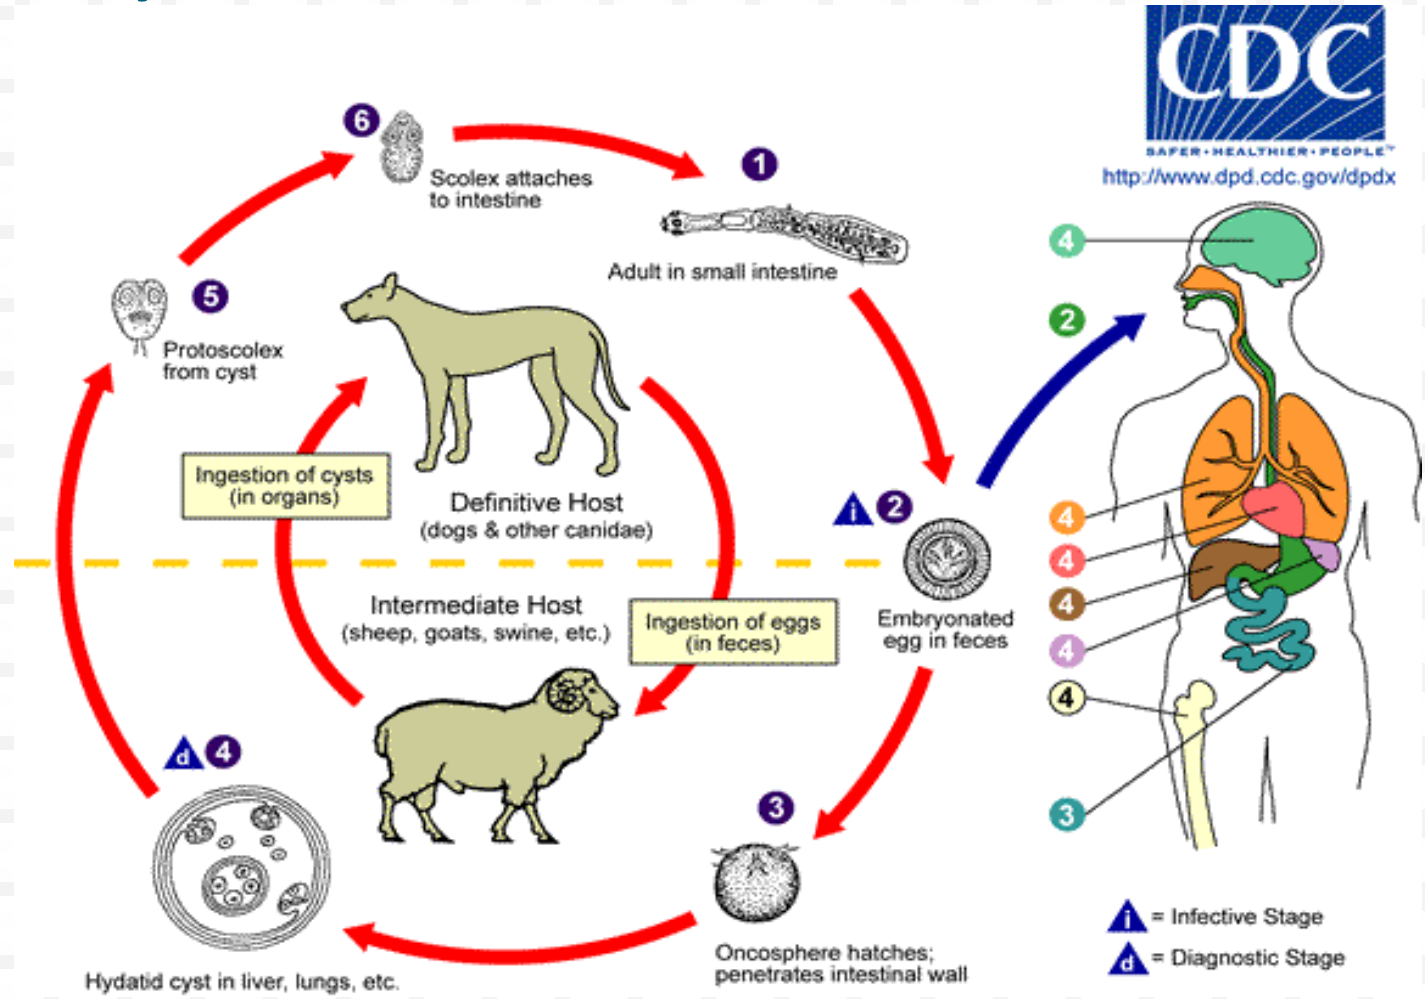 CDC
SAFER • HEALTHIER • PEOPLE™
http://www.dpd.cdc.gov/dpdx
6
Scolex attaches
to intestine
1
Adult in small intestine
5
Protoscolex
from cyst
Ingestion of cysts
(in organs)
Definitive Host
(dogs & other canidae)
i 2
Embryonated
egg in feces
Intermediate Host
(sheep, goats, swine, etc.)
Ingestion of eggs
(in feces)
d 4
Hydatid cyst in liver, lungs, etc.
3
Oncosphere hatches;
penetrates intestinal wall
4
2
4
4
4
4
4
3
i = Infective Stage
d = Diagnostic Stage